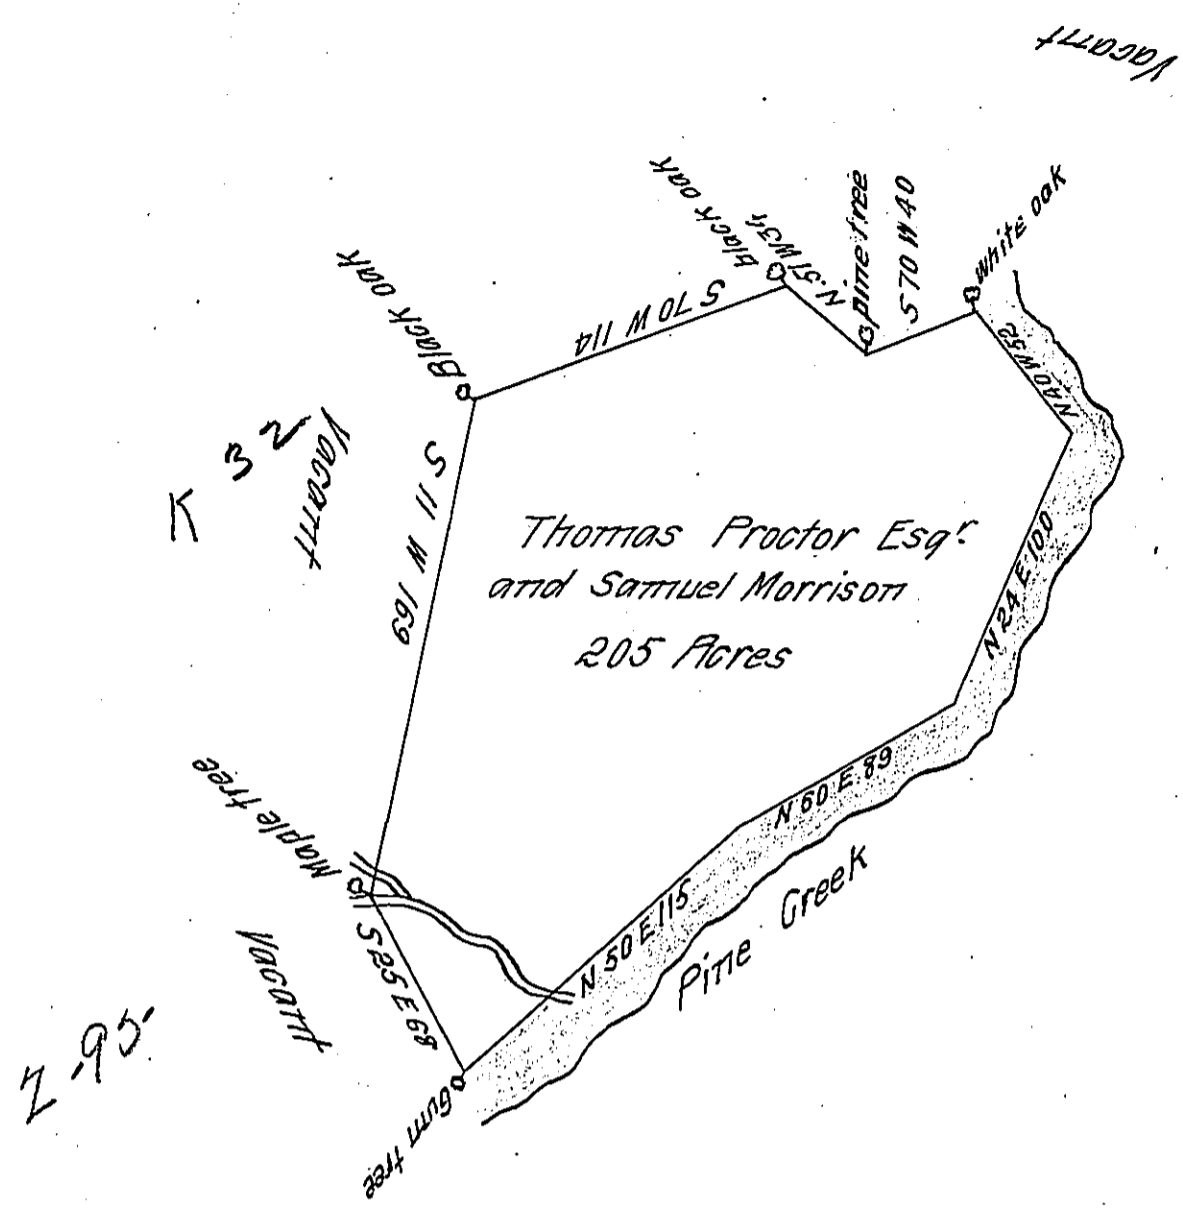 Vacant
black oak
N. 51 W 34
pine tree
S 70 W 40
white oak
Black oak
S 70 W 114
N 40 W 52
K 32
Vacant
S 11 W 169
Thomas Proctor Esqr.
and Samuel Morrison
205 Acres
N 24 E 100
Maple tree
N 60 E 89
Pine Creek
N 50 E 115
S 25 E 68
Vacant
Z-95
Gum tree